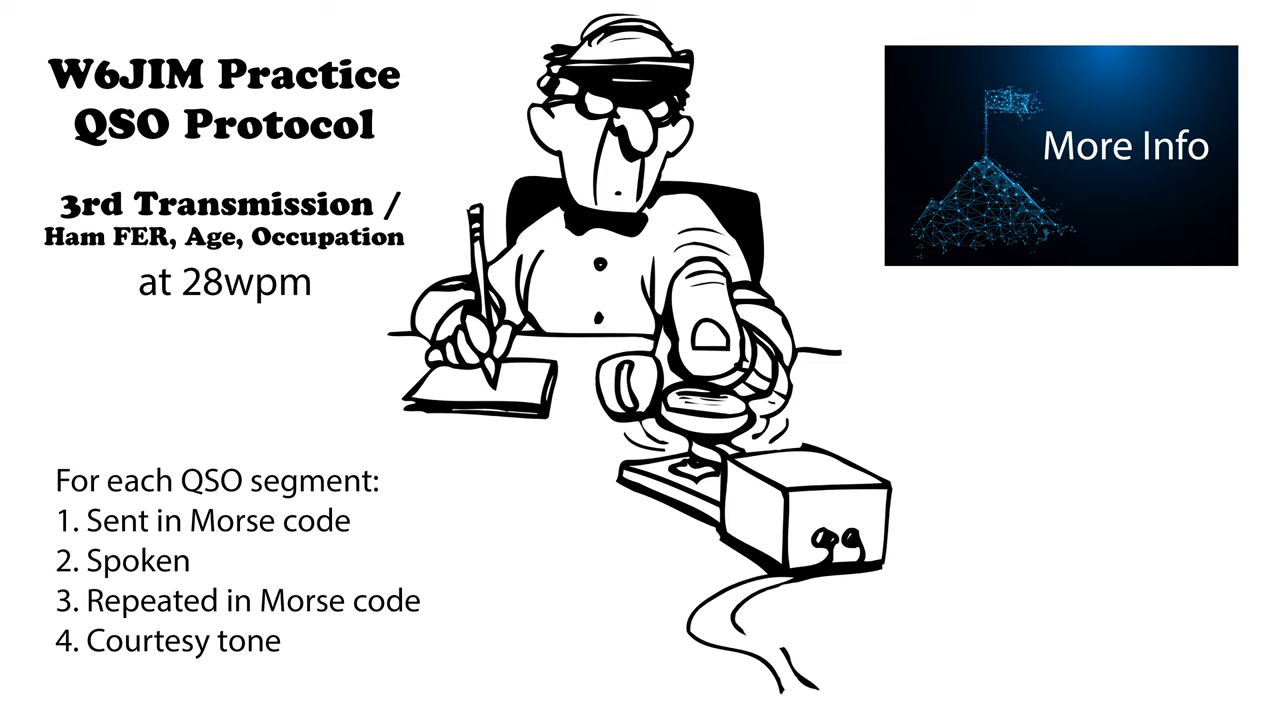 W6JIM Practice
QSO Protocol
3rd Transmission /
Ham FER, Age, Occupation
at 28wpm
More Info
For each QSO segment:
1. Sent in Morse code
2. Spoken
3. Repeated in Morse code
4. Courtesy tone